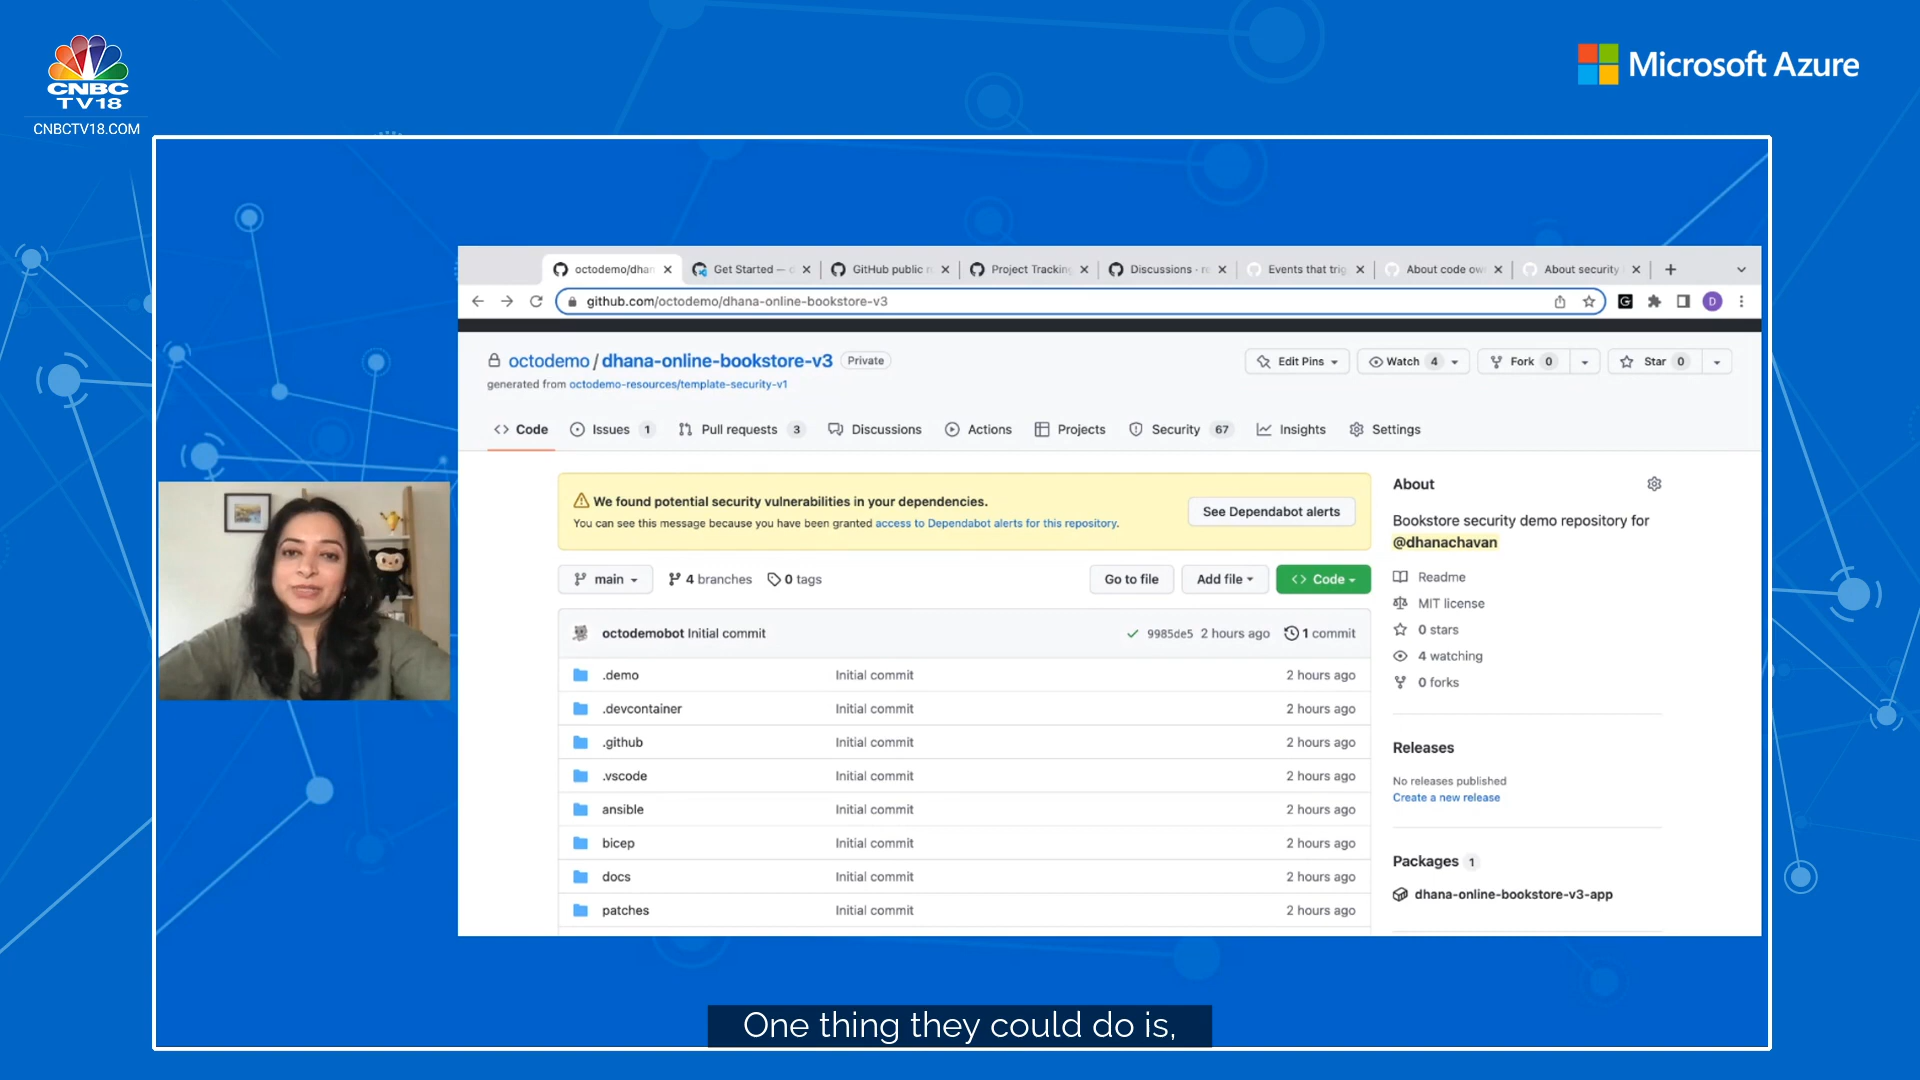 CNBC
TV18
CNBCTV18.COM
Microsoft Azure
octodemo/dhan
Get Started —
GitHub public
Project Tracking
Discussions ·
Events that trig
About code ow
About security
github.com/octodemo/dhana-online-bookstore-v3
D
octodemo / dhana-online-bookstore-v3 Private
generated from octodemo-resources/template-security-v1
Edit Pins
Watch 4
Fork 0
Star 0
Code
Issues 1
Pull requests 3
Discussions
Actions
Projects
Security 67
Insights
Settings
We found potential security vulnerabilities in your dependencies.
You can see this message because you have been granted access to Dependabot alerts for this repository.
See Dependabot alerts
main
4 branches
0 tags
Go to file
Add file
Code
octodemobot Initial commit
9985de5 2 hours ago
1 commit
.demo Initial commit 2 hours ago
.devcontainer Initial commit 2 hours ago
.github Initial commit 2 hours ago
.vscode Initial commit 2 hours ago
ansible Initial commit 2 hours ago
bicep Initial commit 2 hours ago
docs Initial commit 2 hours ago
patches Initial commit 2 hours ago
About
Bookstore security demo repository for
@dhanachavan
Readme
MIT license
0 stars
4 watching
0 forks
Releases
No releases published
Create a new release
Packages 1
dhana-online-bookstore-v3-app
One thing they could do is,